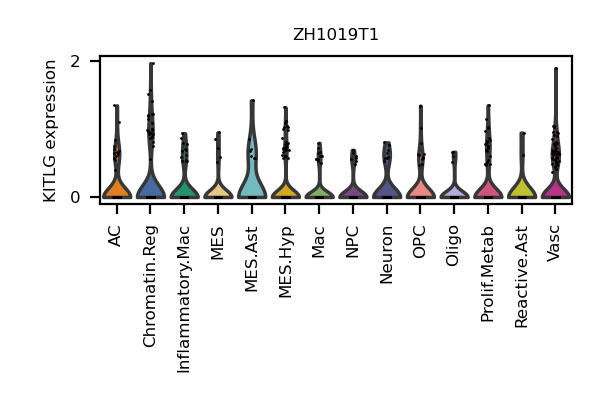 ZH1019T1
KITLG expression
2
0
AC
Chromatin.Reg
Inflammatory.Mac
MES
MES.Ast
MES.Hyp
Mac
NPC
Neuron
OPC
Oligo
Prolif.Metab
Reactive.Ast
Vasc